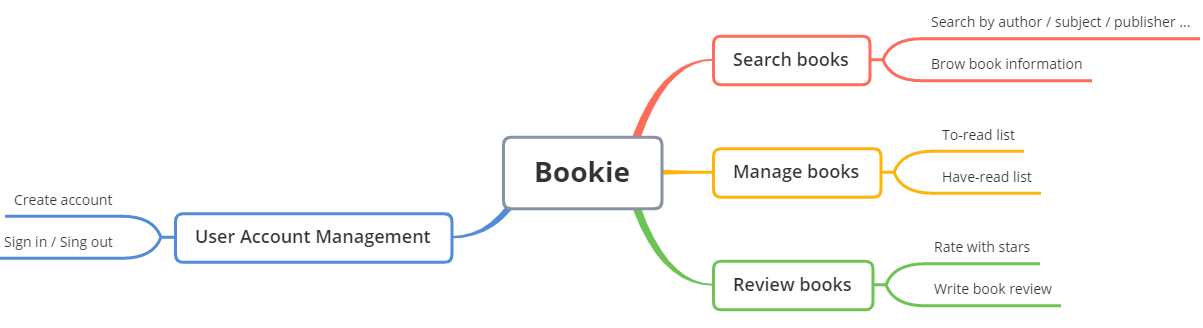 Search by author / subject / publisher ...
Search books
Brow book information
To-read list
Bookie
Manage books
Have-read list
Create account
User Account Management
Sign in / Sing out
Rate with stars
Review books
Write book review